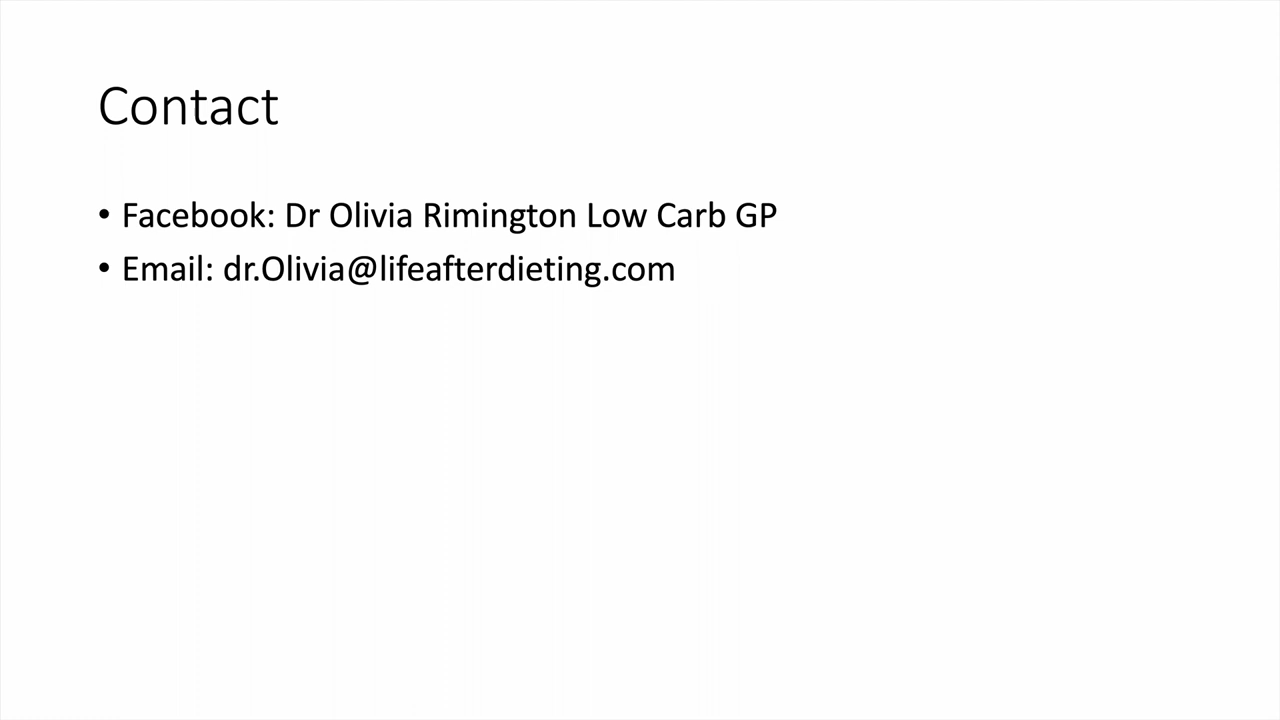 Contact
• Facebook: Dr Olivia Rimington Low Carb GP
• Email: dr.Olivia@lifeafterdieting.com